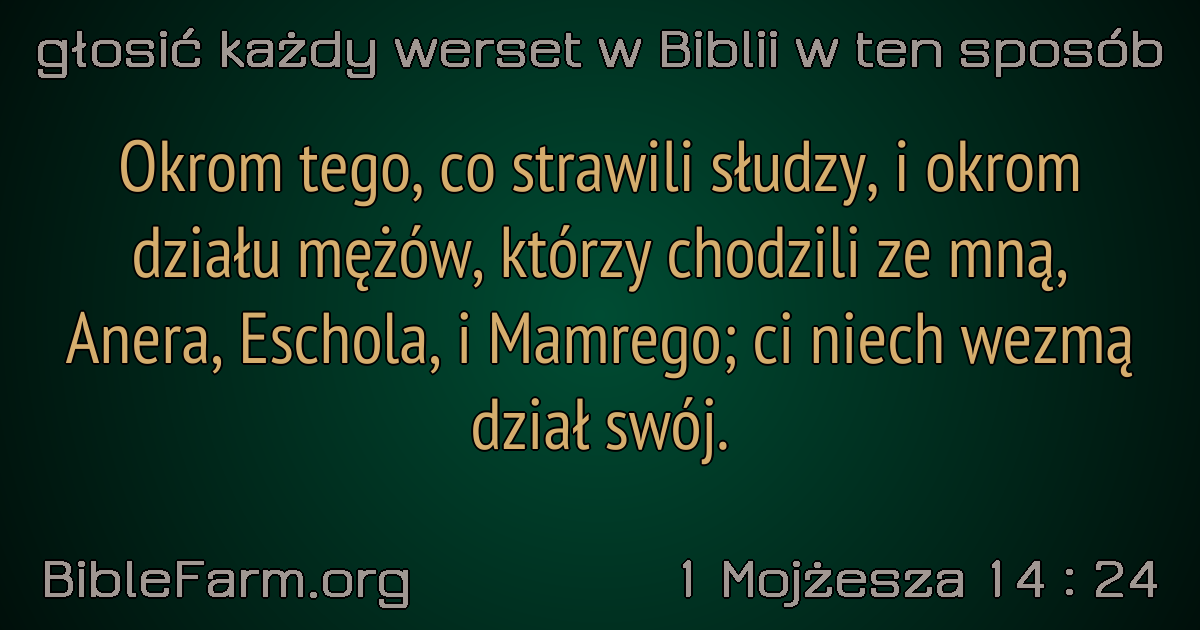 głosić każdy werset w Biblii w ten sposób
Okrom tego, co strawili słudzy, i okrom
działu mężów, którzy chodzili ze mną,
Anera, Eschola, i Mamrego; ci niech wezmą
dział swój.
BibleFarm.org
1 Mojżesza 14 : 24